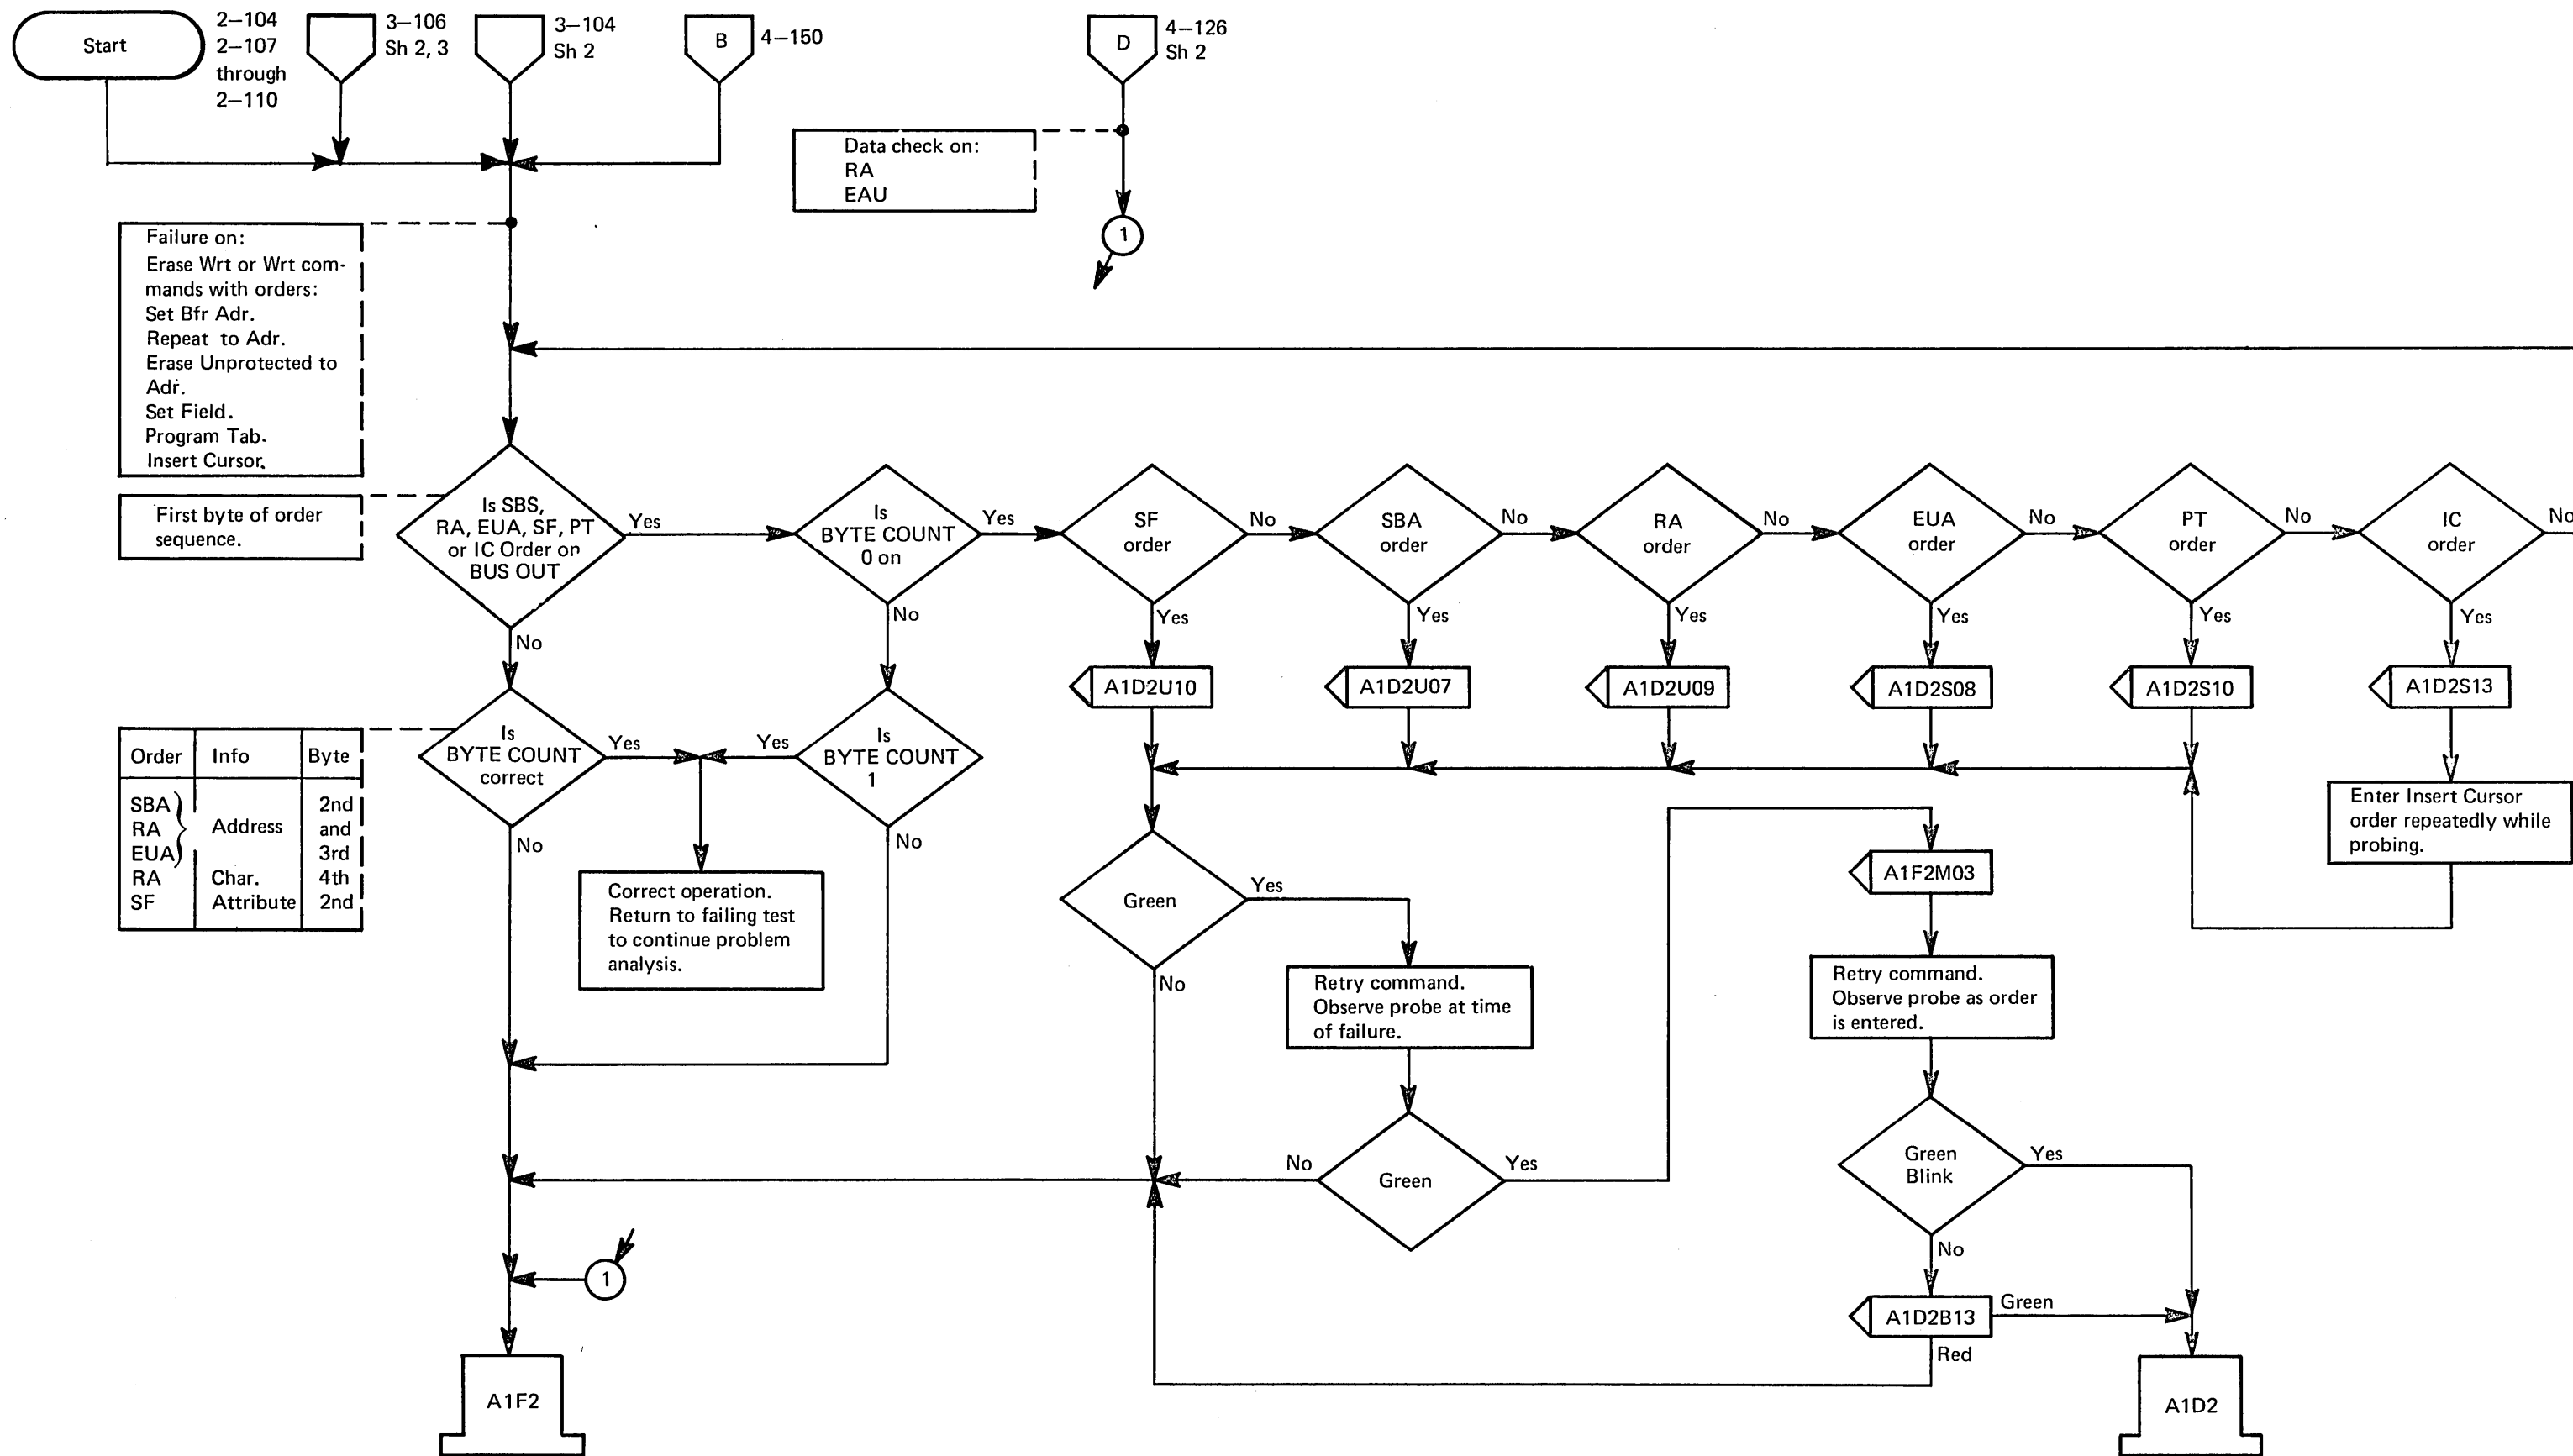 Start
2–104
2–107
through
2–110
3–106
Sh 2, 3
3–104
Sh 2
B
4–150
D
4–126
Sh 2
Data check on:
RA
EAU
1
Failure on:
Erase Wrt or Wrt com-
mands with orders:
Set Bfr Adr.
Repeat to Adr.
Erase Unprotected to
Adr.
Set Field.
Program Tab.
Insert Cursor.
First byte of order
sequence.
Is SBS,
RA, EUA, SF, PT
or IC Order on
BUS OUT
Yes
No
Is
BYTE COUNT
0 on
Yes
No
SF
order
No
Yes
SBA
order
No
Yes
RA
order
No
Yes
EUA
order
No
Yes
PT
order
No
Yes
IC
order
No
Yes
A1D2U10
A1D2U07
A1D2U09
A1D2S08
A1D2S10
A1D2S13
Order Info Byte
SBA 2nd
RA Address and
EUA 3rd
RA Char. 4th
SF Attribute 2nd
Is
BYTE COUNT
correct
Yes
No
Is
BYTE COUNT
1
Yes
No
Correct operation.
Return to failing test
to continue problem
analysis.
Enter Insert Cursor
order repeatedly while
probing.
Green
Yes
No
Retry command.
Observe probe at time
of failure.
Green
No
Yes
A1F2M03
Retry command.
Observe probe as order
is entered.
Green
Blink
Yes
No
A1D2B13
Green
Red
1
A1F2
A1D2